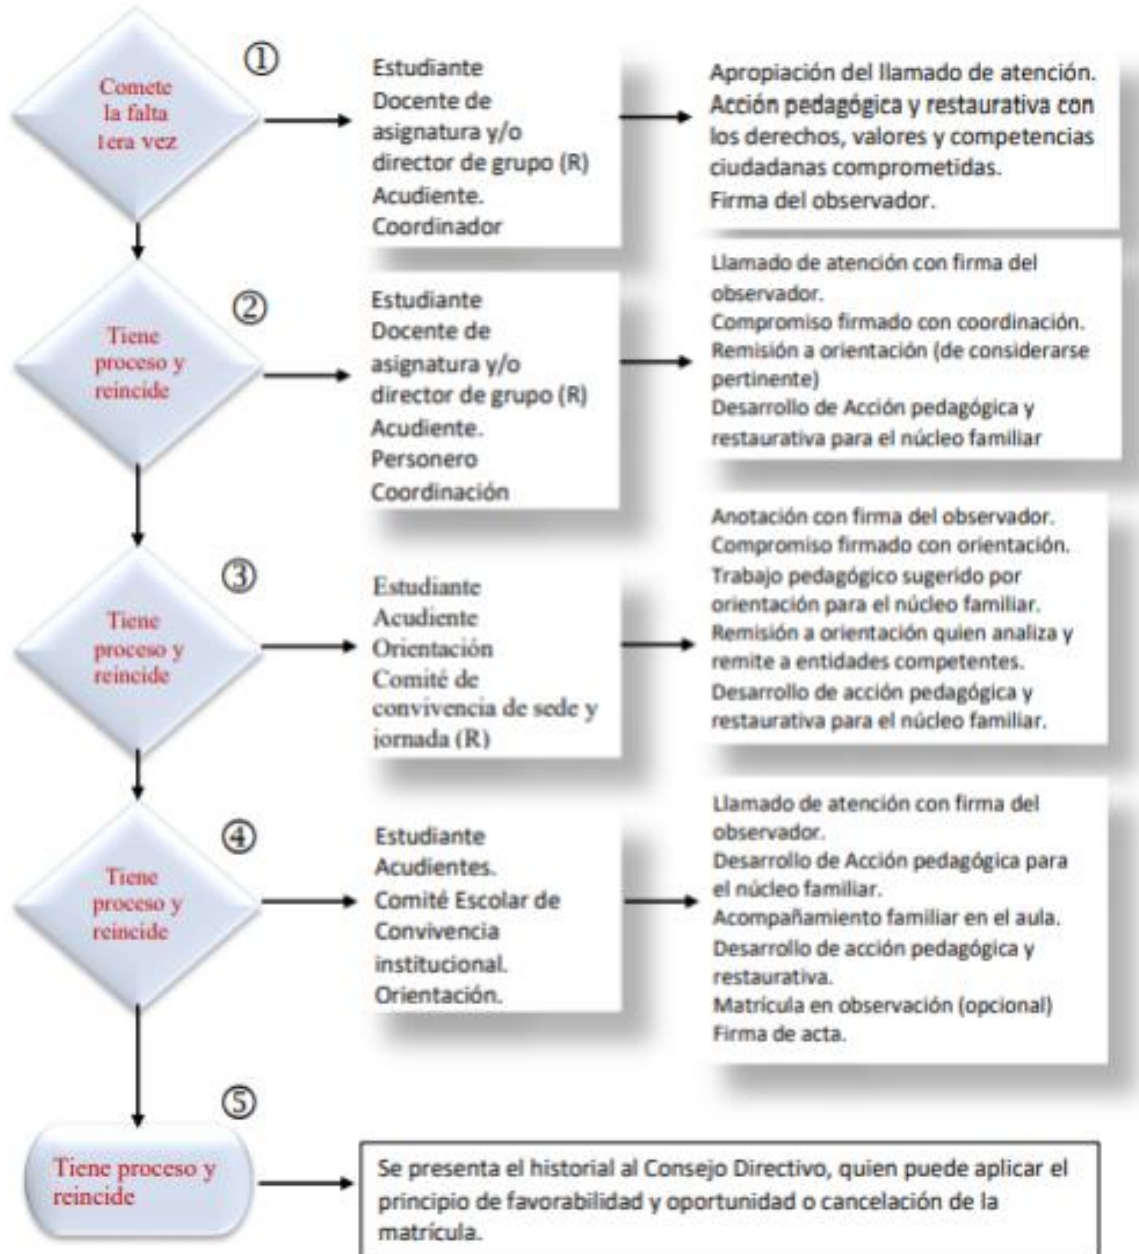 ①
Comete
la falta
1era vez
Estudiante
Docente de
asignatura y/o
director de grupo (R)
Acudiente.
Coordinador
Apropiación del llamado de atención.
Acción pedagógica y restaurativa con
los derechos, valores y competencias
ciudadanas comprometidas.
Firma del observador.
②
Tiene
proceso y
reincide
Estudiante
Docente de
asignatura y/o
director de grupo (R)
Acudiente.
Personero
Coordinación
Llamado de atención con firma del
observador.
Compromiso firmado con coordinación.
Remisión a orientación (de considerarse
pertinente)
Desarrollo de Acción pedagógica y
restaurativa para el núcleo familiar
③
Tiene
proceso y
reincide
Estudiante
Acudiente
Orientación
Comité de
convivencia de sede y
jornada (R)
Anotación con firma del observador.
Compromiso firmado con orientación.
Trabajo pedagógico sugerido por
orientación para el núcleo familiar.
Remisión a orientación quien analiza y
remite a entidades competentes.
Desarrollo de acción pedagógica y
restaurativa para el núcleo familiar.
④
Tiene
proceso y
reincide
Estudiante
Acudientes.
Comité Escolar de
Convivencia
institucional.
Orientación.
Llamado de atención con firma del
observador.
Desarrollo de Acción pedagógica para
el núcleo familiar.
Acompañamiento familiar en el aula.
Desarrollo de acción pedagógica y
restaurativa.
Matrícula en observación (opcional)
Firma de acta.
⑤
Tiene proceso y
reincide
Se presenta el historial al Consejo Directivo, quien puede aplicar el
principio de favorabilidad y oportunidad o cancelación de la
matrícula.